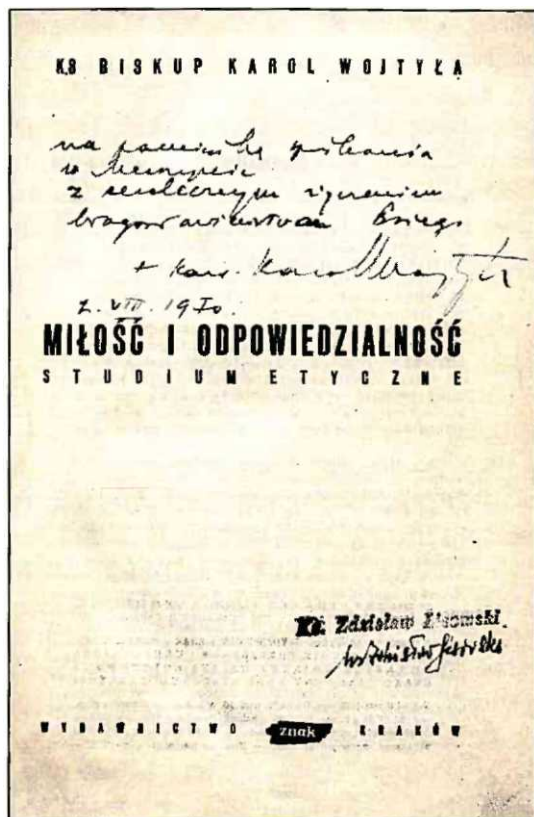 KS BISKUP KAROL WOJTYŁA
na pamiątkę spotkania
w
z serdecznym życzeniem
błogosławieństwa Bożego
+ Kard. Karol Wojtyła
2. VIII. 1970.
MIŁOŚĆ I ODPOWIEDZIALNOŚĆ
STUDIUM ETYCZNE
Ks. Zdzisław
WYDAWNICTWO znak KRAKÓW